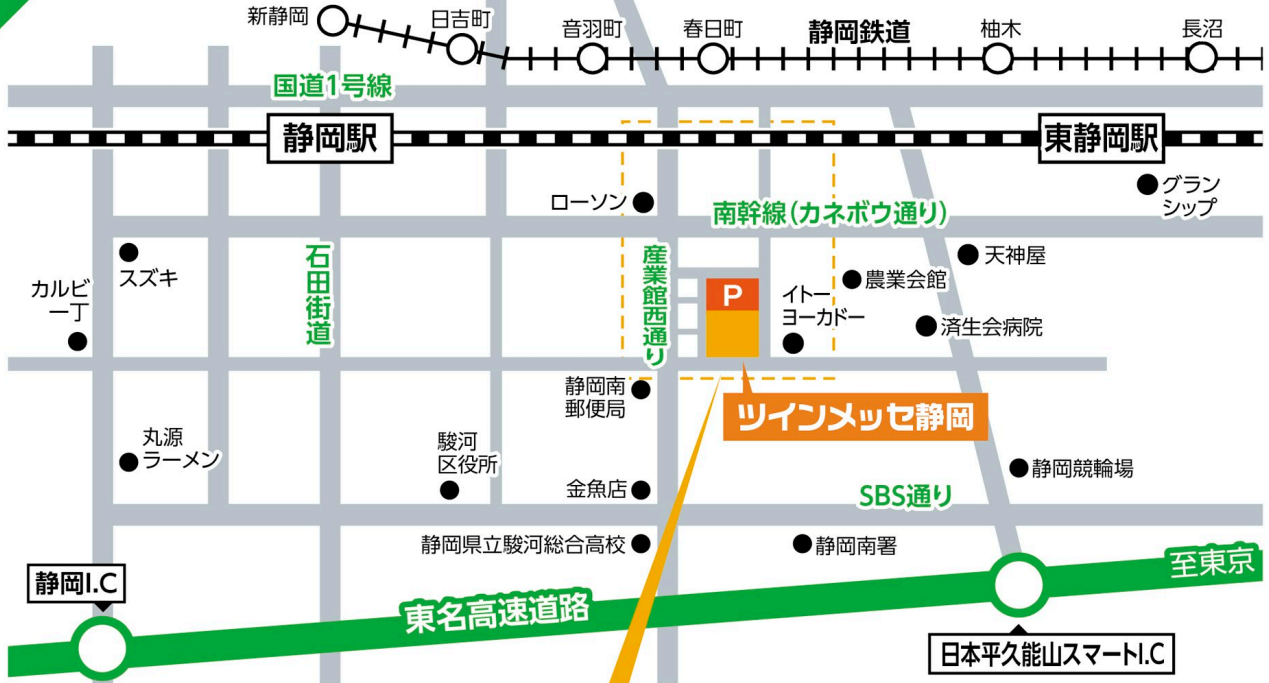 新静岡
日吉町
音羽町
春日町
静岡鉄道
柚木
長沼
国道1号線
静岡駅
東静岡駅
グラン
シップ
ローソン
南幹線(カネボウ通り)
スズキ
石田街道
産業館西通り
天神屋
農業会館
カルビ
一丁
P
イトー
ヨーカドー
済生会病院
静岡南
郵便局
ツインメッセ静岡
丸源
ラーメン
駿河
区役所
静岡競輪場
金魚店
SBS通り
静岡県立駿河総合高校
静岡南署
静岡I.C
東名高速道路
至東京
日本平久能山スマートI.C